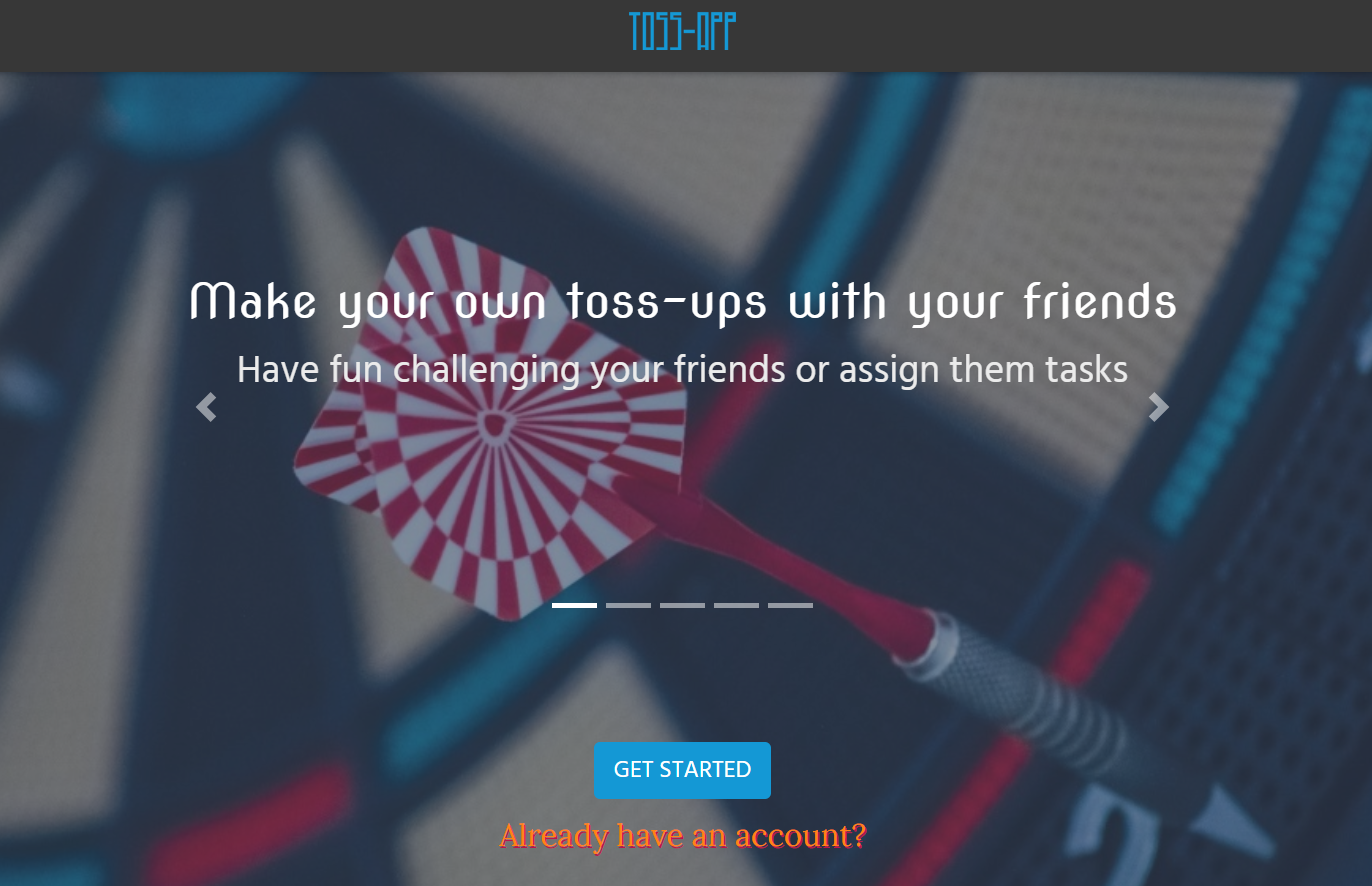 TOSS-APP
Make your own toss-ups with your friends
Have fun challenging your friends or assign them tasks
GET STARTED
Already have an account?
2